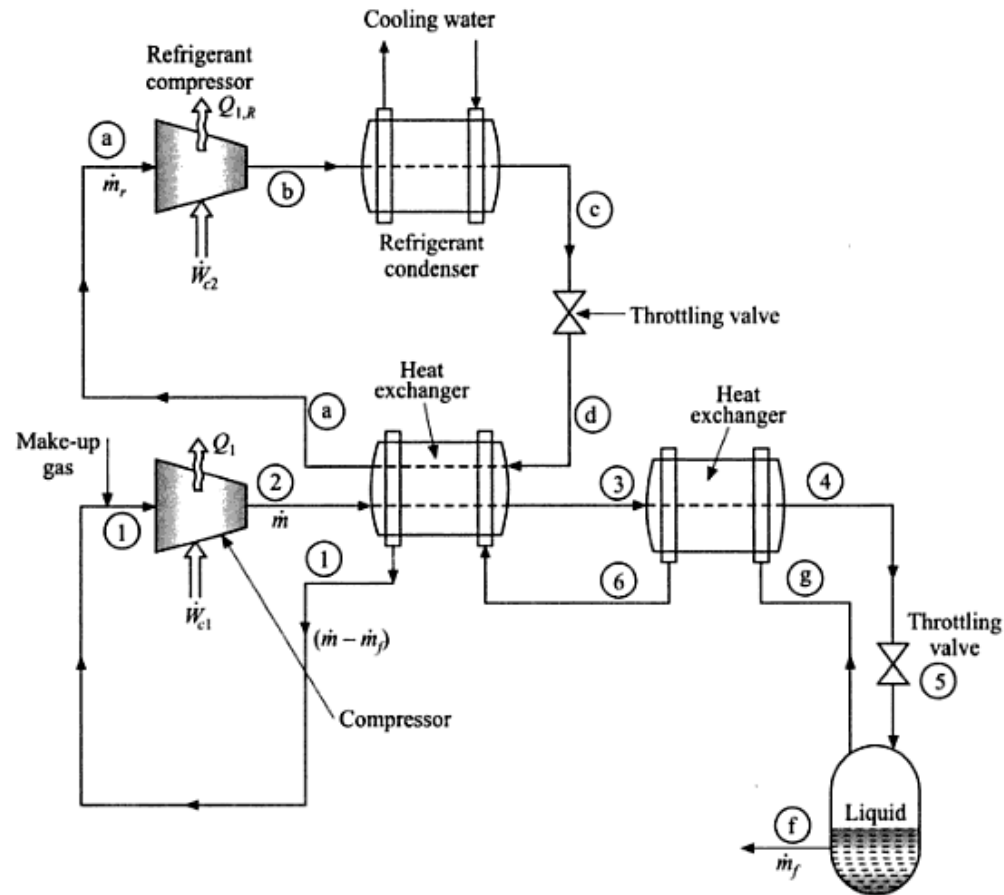 Cooling water
Refrigerant
compressor
Q1,R
a
ṁr
b
c
Refrigerant
condenser
Ẇc2
Throttling valve
Heat
exchanger
a
d
Heat
exchanger
Make-up
gas
Q1
2
3
4
1
ṁ
1
6
g
Ẇc1
(ṁ − ṁf)
Throttling
valve
5
Compressor
Liquid
f
ṁf